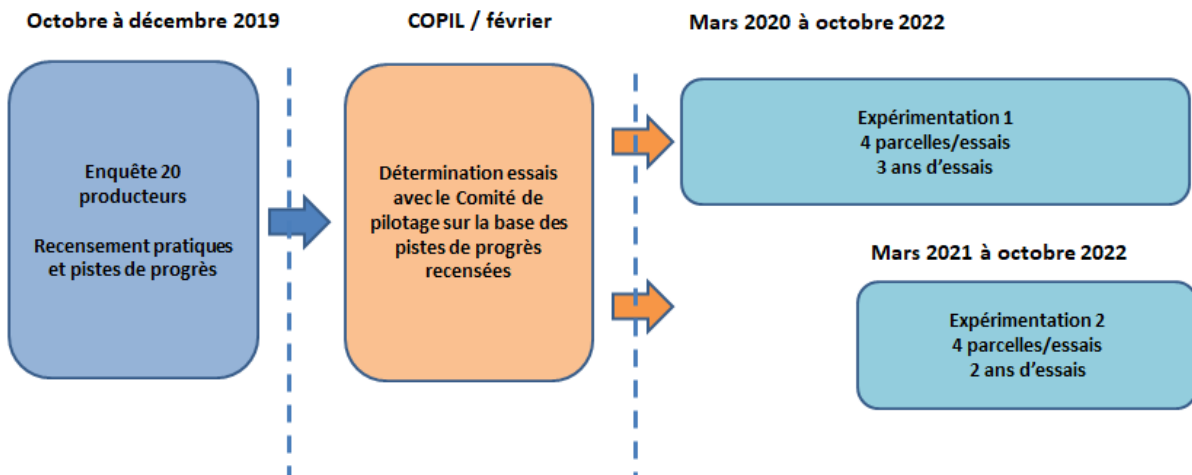 Octobre à décembre 2019
COPIL / février
Mars 2020 à octobre 2022
Enquête 20
producteurs
Recensement pratiques
et pistes de progrès
Détermination essais
avec le Comité de
pilotage sur la base des
pistes de progrès
recensées
Expérimentation 1
4 parcelles/essais
3 ans d’essais
Mars 2021 à octobre 2022
Expérimentation 2
4 parcelles/essais
2 ans d’essais